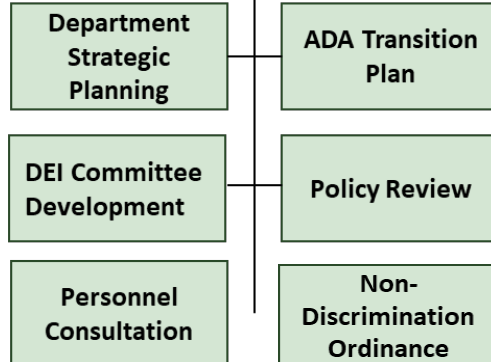 Department
Strategic
Planning
ADA Transition
Plan
DEI Committee
Development
Policy Review
Personnel
Consultation
Non-
Discrimination
Ordinance